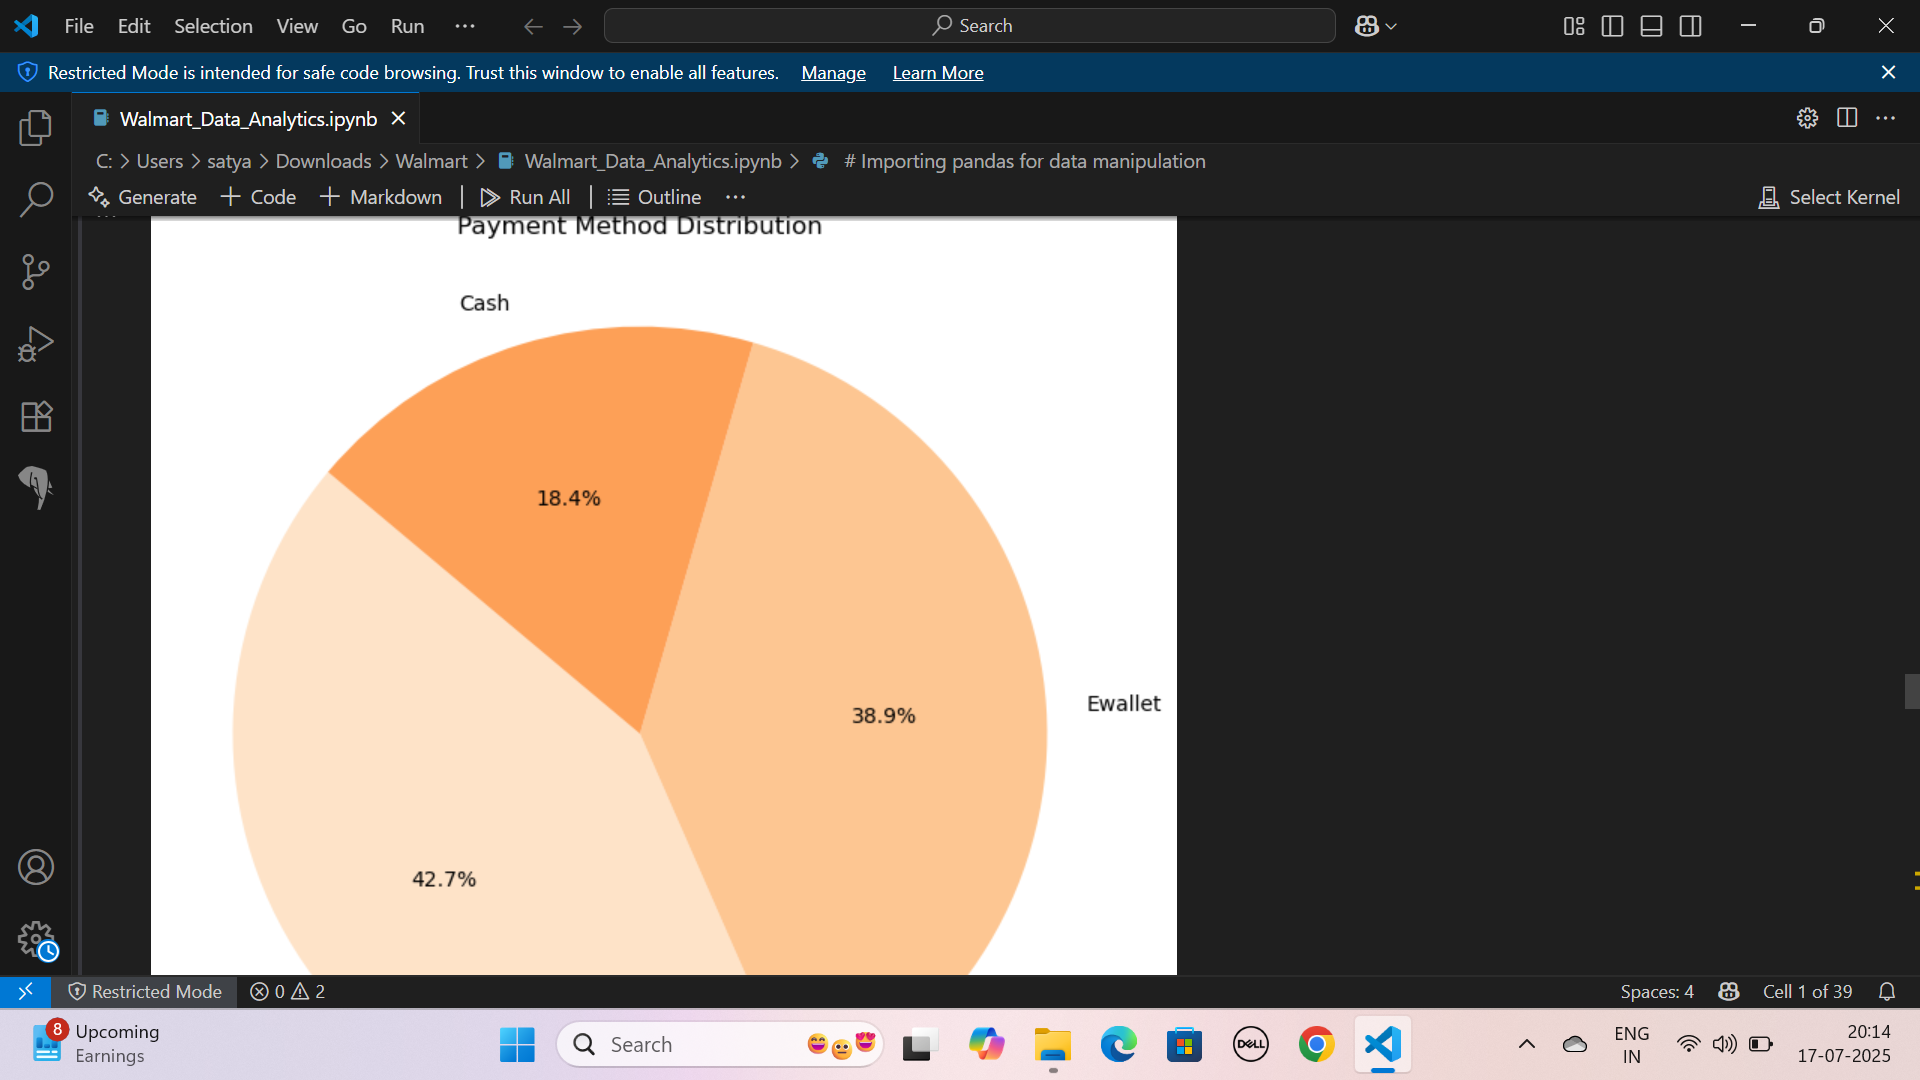 File Edit Selection View Go Run ··· Search
Restricted Mode is intended for safe code browsing. Trust this window to enable all features. Manage Learn More
Walmart_Data_Analytics.ipynb
C: > Users > satya > Downloads > Walmart > Walmart_Data_Analytics.ipynb > # Importing pandas for data manipulation
Generate + Code + Markdown Run All Outline ··· Select Kernel
Payment Method Distribution
Cash
18.4%
Ewallet
38.9%
42.7%
Restricted Mode 0 2 Spaces: 4 Cell 1 of 39
8 Upcoming
Earnings
Search
DELL
ENG
IN
20:14
17-07-2025